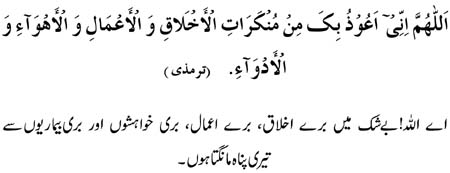 اَللّٰهُمَّ اِنِّیْۤ اَعُوْذُ بِکَ مِنْ مُنْکَرَاتِ الْاَخْلَاقِ وَ الْاَعْمَالِ وَ الْاَهْوَآءِ وَ
الْاَدْوَآءِ. (ترمذی)
اے اللہ! بے شک میں برے اخلاق، برے اعمال، بری خواہشوں اور بری بیماریوں سے
تیری پناہ مانگتا ہوں۔